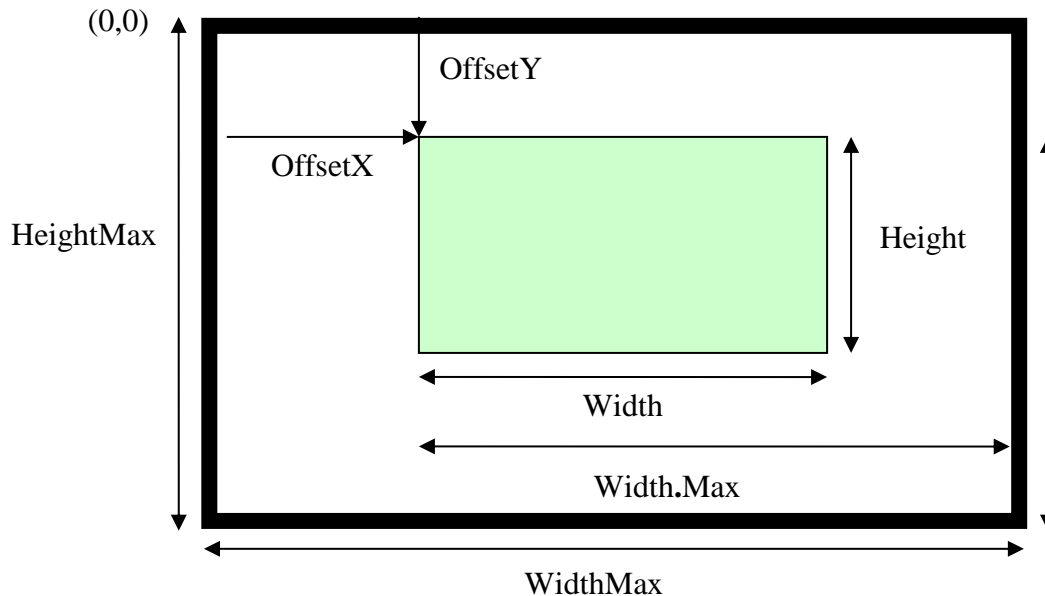 (0,0)
OffsetY
OffsetX
HeightMax
Height
Width
Width.Max
WidthMax